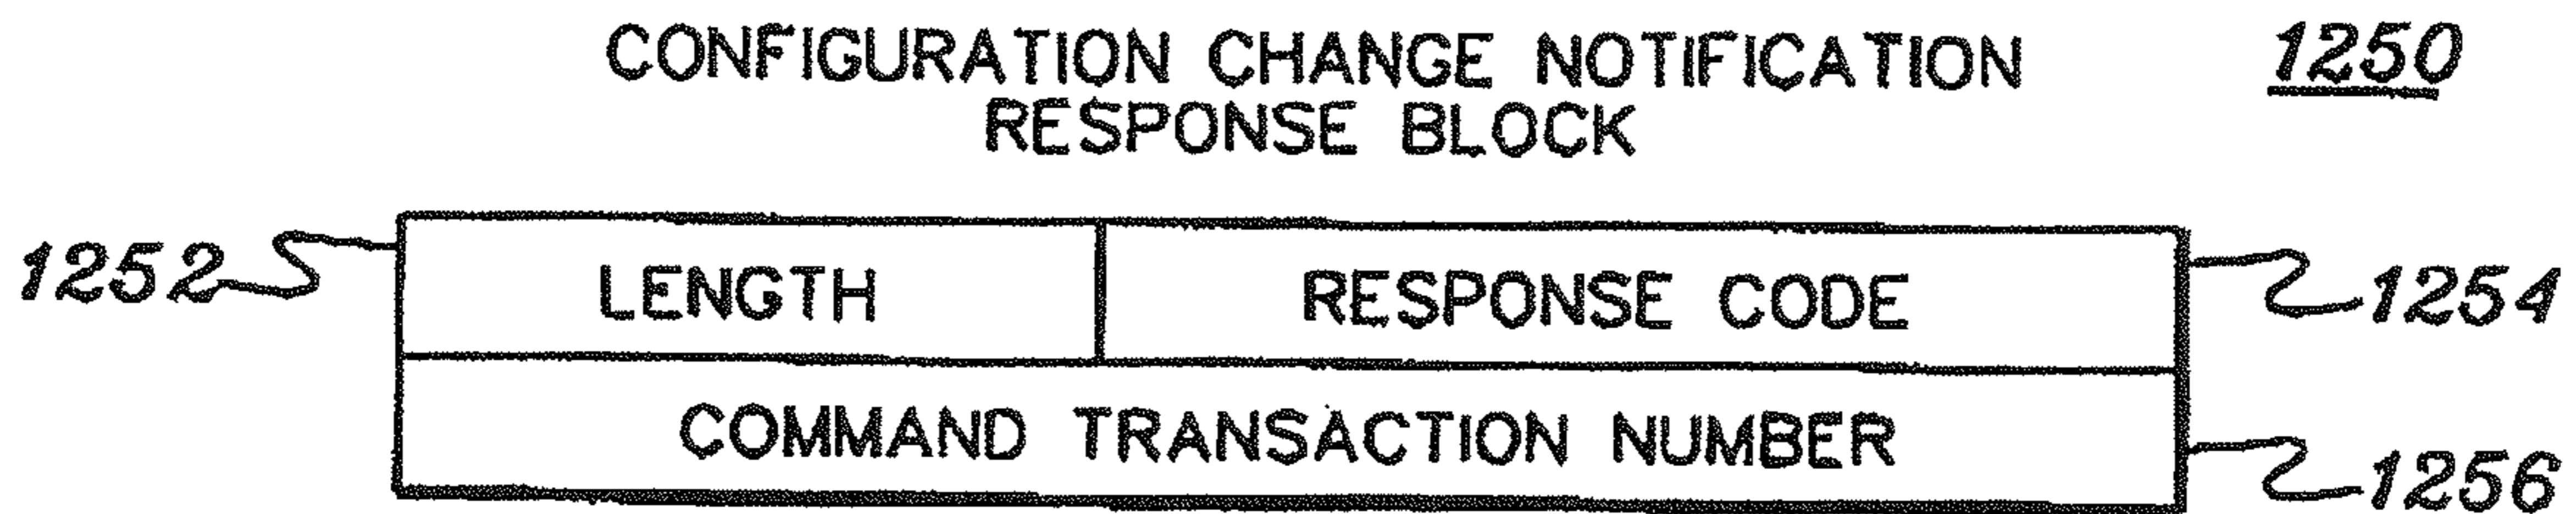 CONFIGURATION CHANGE NOTIFICATION 1250
RESPONSE BLOCK
1252 LENGTH RESPONSE CODE 1254
COMMAND TRANSACTION NUMBER 1256